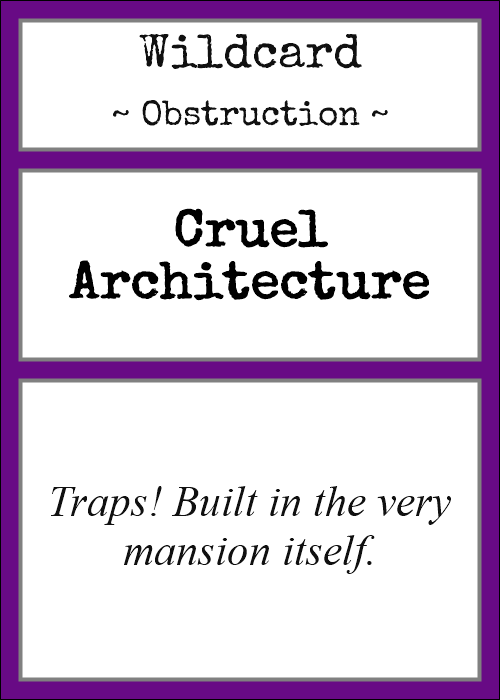 Wildcard
~ Obstruction ~
Cruel
Architecture
Traps! Built in the very
mansion itself.